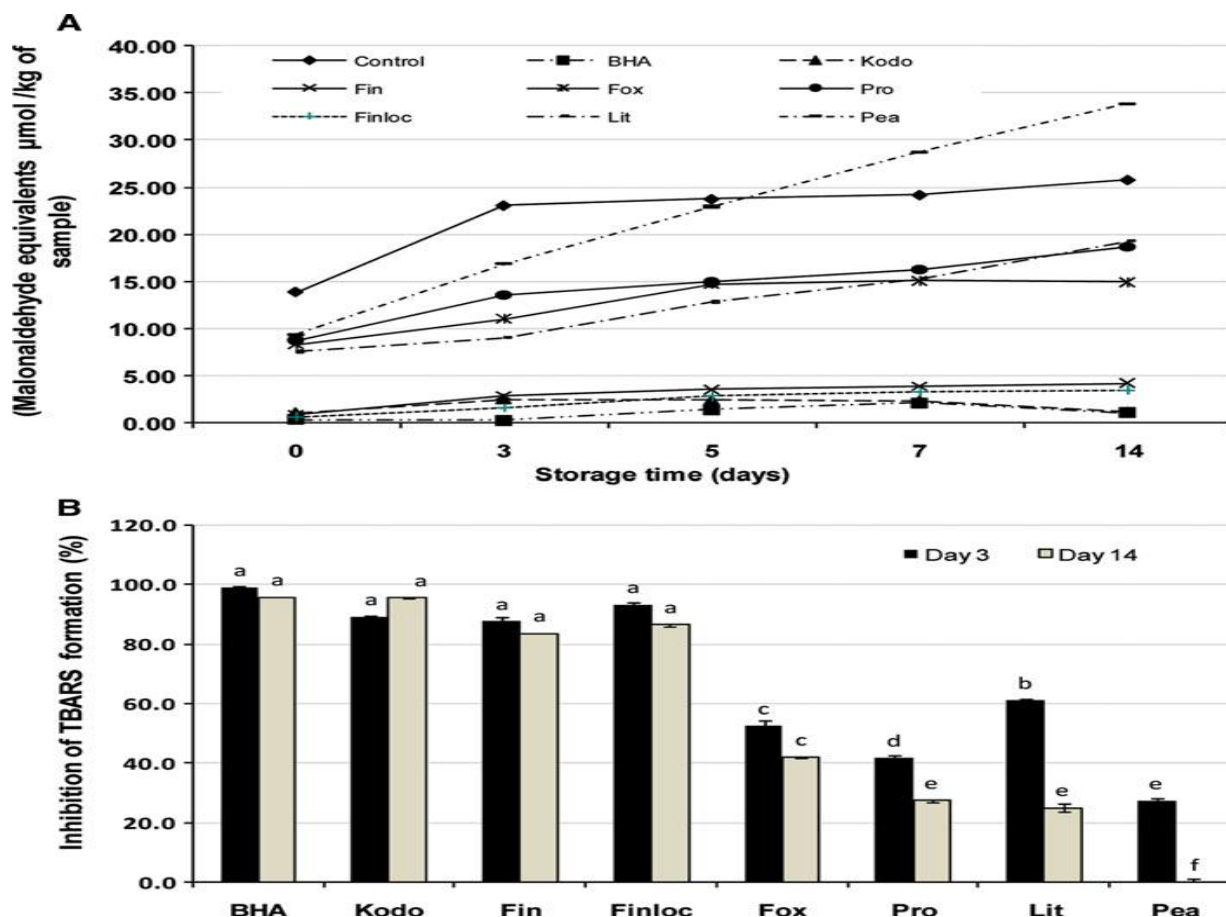 A
(Malonaldehyde equivalents µmol /kg of
sample)
40.00
35.00
30.00
25.00
20.00
15.00
10.00
5.00
0.00
Control BHA Kodo
Fin Fox Pro
Finloc Lit Pea
0 3 5 7 14
Storage time (days)
B
Inhibition of TBARS formation (%)
120.0
100.0
80.0
60.0
40.0
20.0
0.0
Day 3 Day 14
a a a a a a a a c c d e b e e f
BHA Kodo Fin Finloc Fox Pro Lit Pea